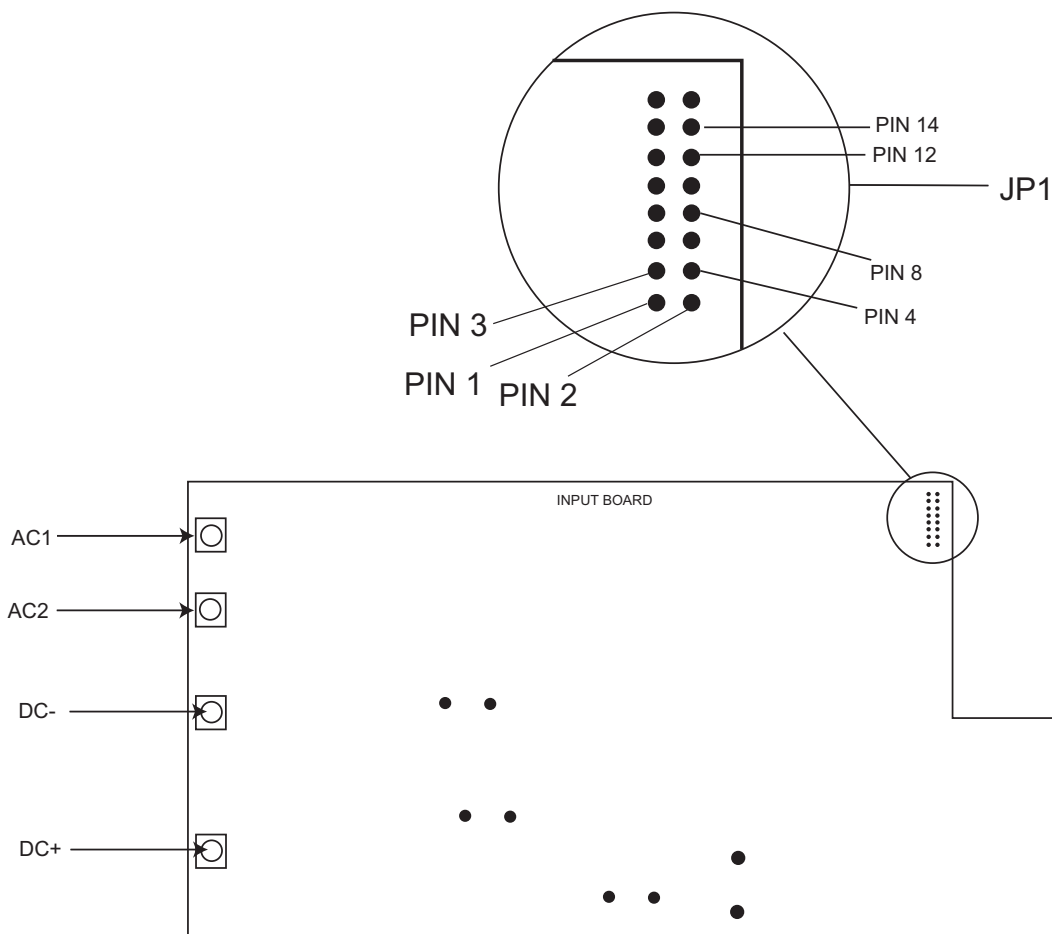 PIN 14
PIN 12
JP1
PIN 8
PIN 4
PIN 3
PIN 1
PIN 2
INPUT BOARD
AC1
AC2
DC-
DC+